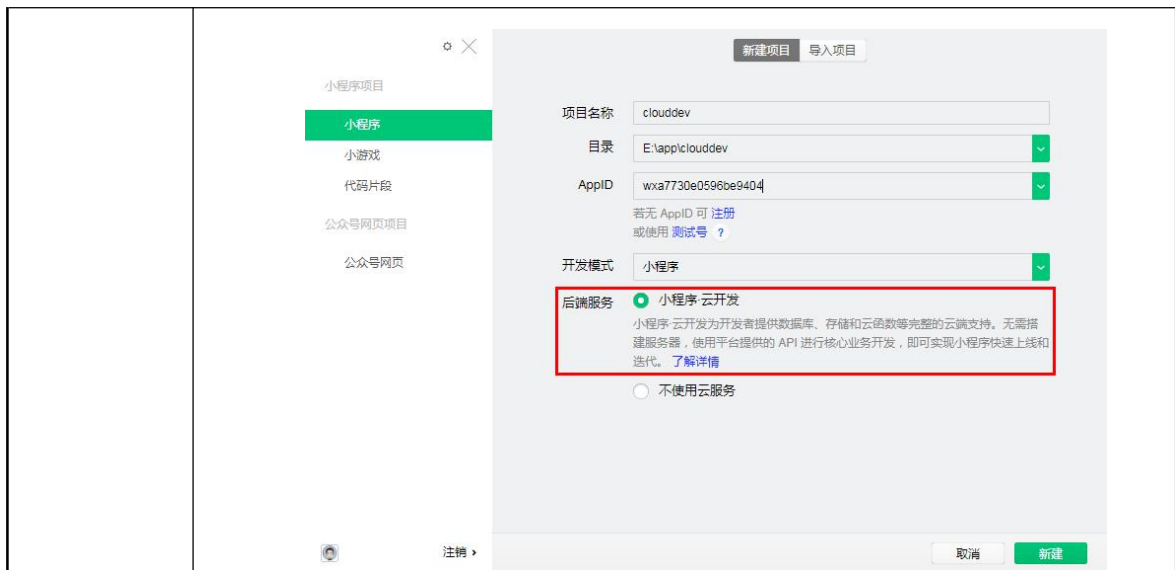 新建项目 导入项目
小程序项目
小程序
小游戏
代码片段
公众号网页项目
公众号网页
注销 ›
项目名称 clouddev
目录 E:\app\clouddev
AppID wxa7730e0596be9404
若无 AppID 可 注册
或使用 测试号 ?
开发模式 小程序
后端服务 小程序·云开发
小程序·云开发为开发者提供数据库、存储和云函数等完整的云端支持。无需搭
建服务器，使用平台提供的 API 进行核心业务开发，即可实现小程序快速上线和
迭代。 了解详情
不使用云服务
取消 新建